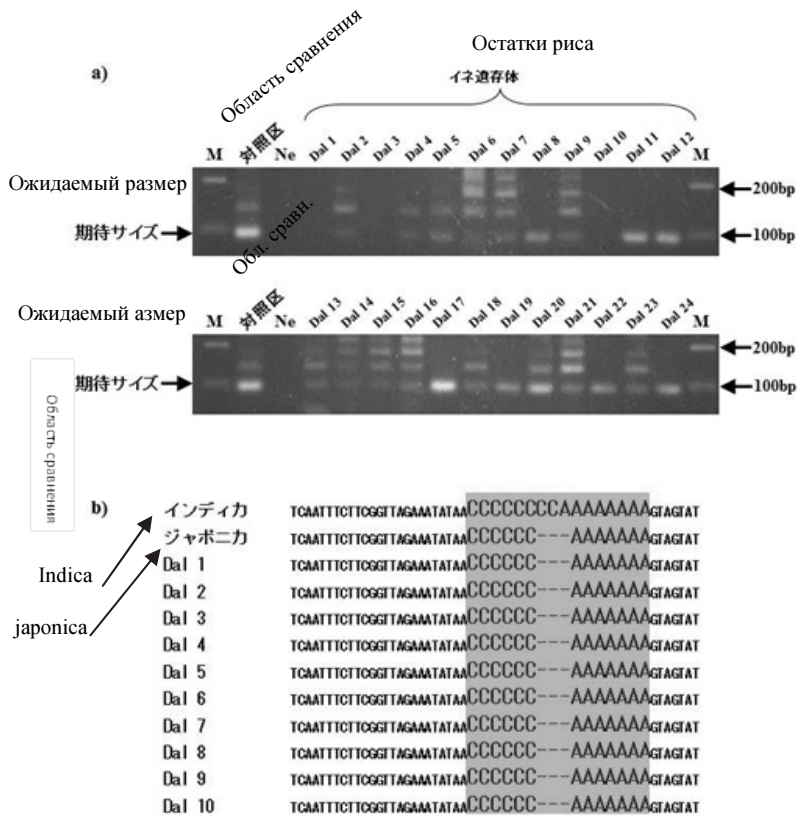 a)
Область сравнения
Остатки риса
イネ遺存体
M 対照区 Ne Dal 1 Dal 2 Dal 3 Dal 4 Dal 5 Dal 6 Dal 7 Dal 8 Dal 9 Dal 10 Dal 11 Dal 12 M
Ожидаемый размер
200bp
期待サイズ
100bp
Обл. сравн.
Ожидаемый азмер
M 対照区 Ne Dal 13 Dal 14 Dal 15 Dal 16 Dal 17 Dal 18 Dal 19 Dal 20 Dal 21 Dal 22 Dal 23 Dal 24 M
200bp
期待サイズ
100bp
Область сравнения
b)
インディカ TCAATTTCTTCGGTTAGAAATATAACCCCCCCCAAAAAAAAGTAGTAT
ジャポニカ TCAATTTCTTCGGTTAGAAATATAACCCCCC---AAAAAAAGTAGTAT
Indica
japonica
Dal 1 TCAATTTCTTCGGTTAGAAATATAACCCCCC---AAAAAAAGTAGTAT
Dal 2 TCAATTTCTTCGGTTAGAAATATAACCCCCC---AAAAAAAGTAGTAT
Dal 3 TCAATTTCTTCGGTTAGAAATATAACCCCCC---AAAAAAAGTAGTAT
Dal 4 TCAATTTCTTCGGTTAGAAATATAACCCCCC---AAAAAAAGTAGTAT
Dal 5 TCAATTTCTTCGGTTAGAAATATAACCCCCC---AAAAAAAGTAGTAT
Dal 6 TCAATTTCTTCGGTTAGAAATATAACCCCCC---AAAAAAAGTAGTAT
Dal 7 TCAATTTCTTCGGTTAGAAATATAACCCCCC---AAAAAAAGTAGTAT
Dal 8 TCAATTTCTTCGGTTAGAAATATAACCCCCC---AAAAAAAGTAGTAT
Dal 9 TCAATTTCTTCGGTTAGAAATATAACCCCCC---AAAAAAAGTAGTAT
Dal 10 TCAATTTCTTCGGTTAGAAATATAACCCCCC---AAAAAAAGTAGTAT